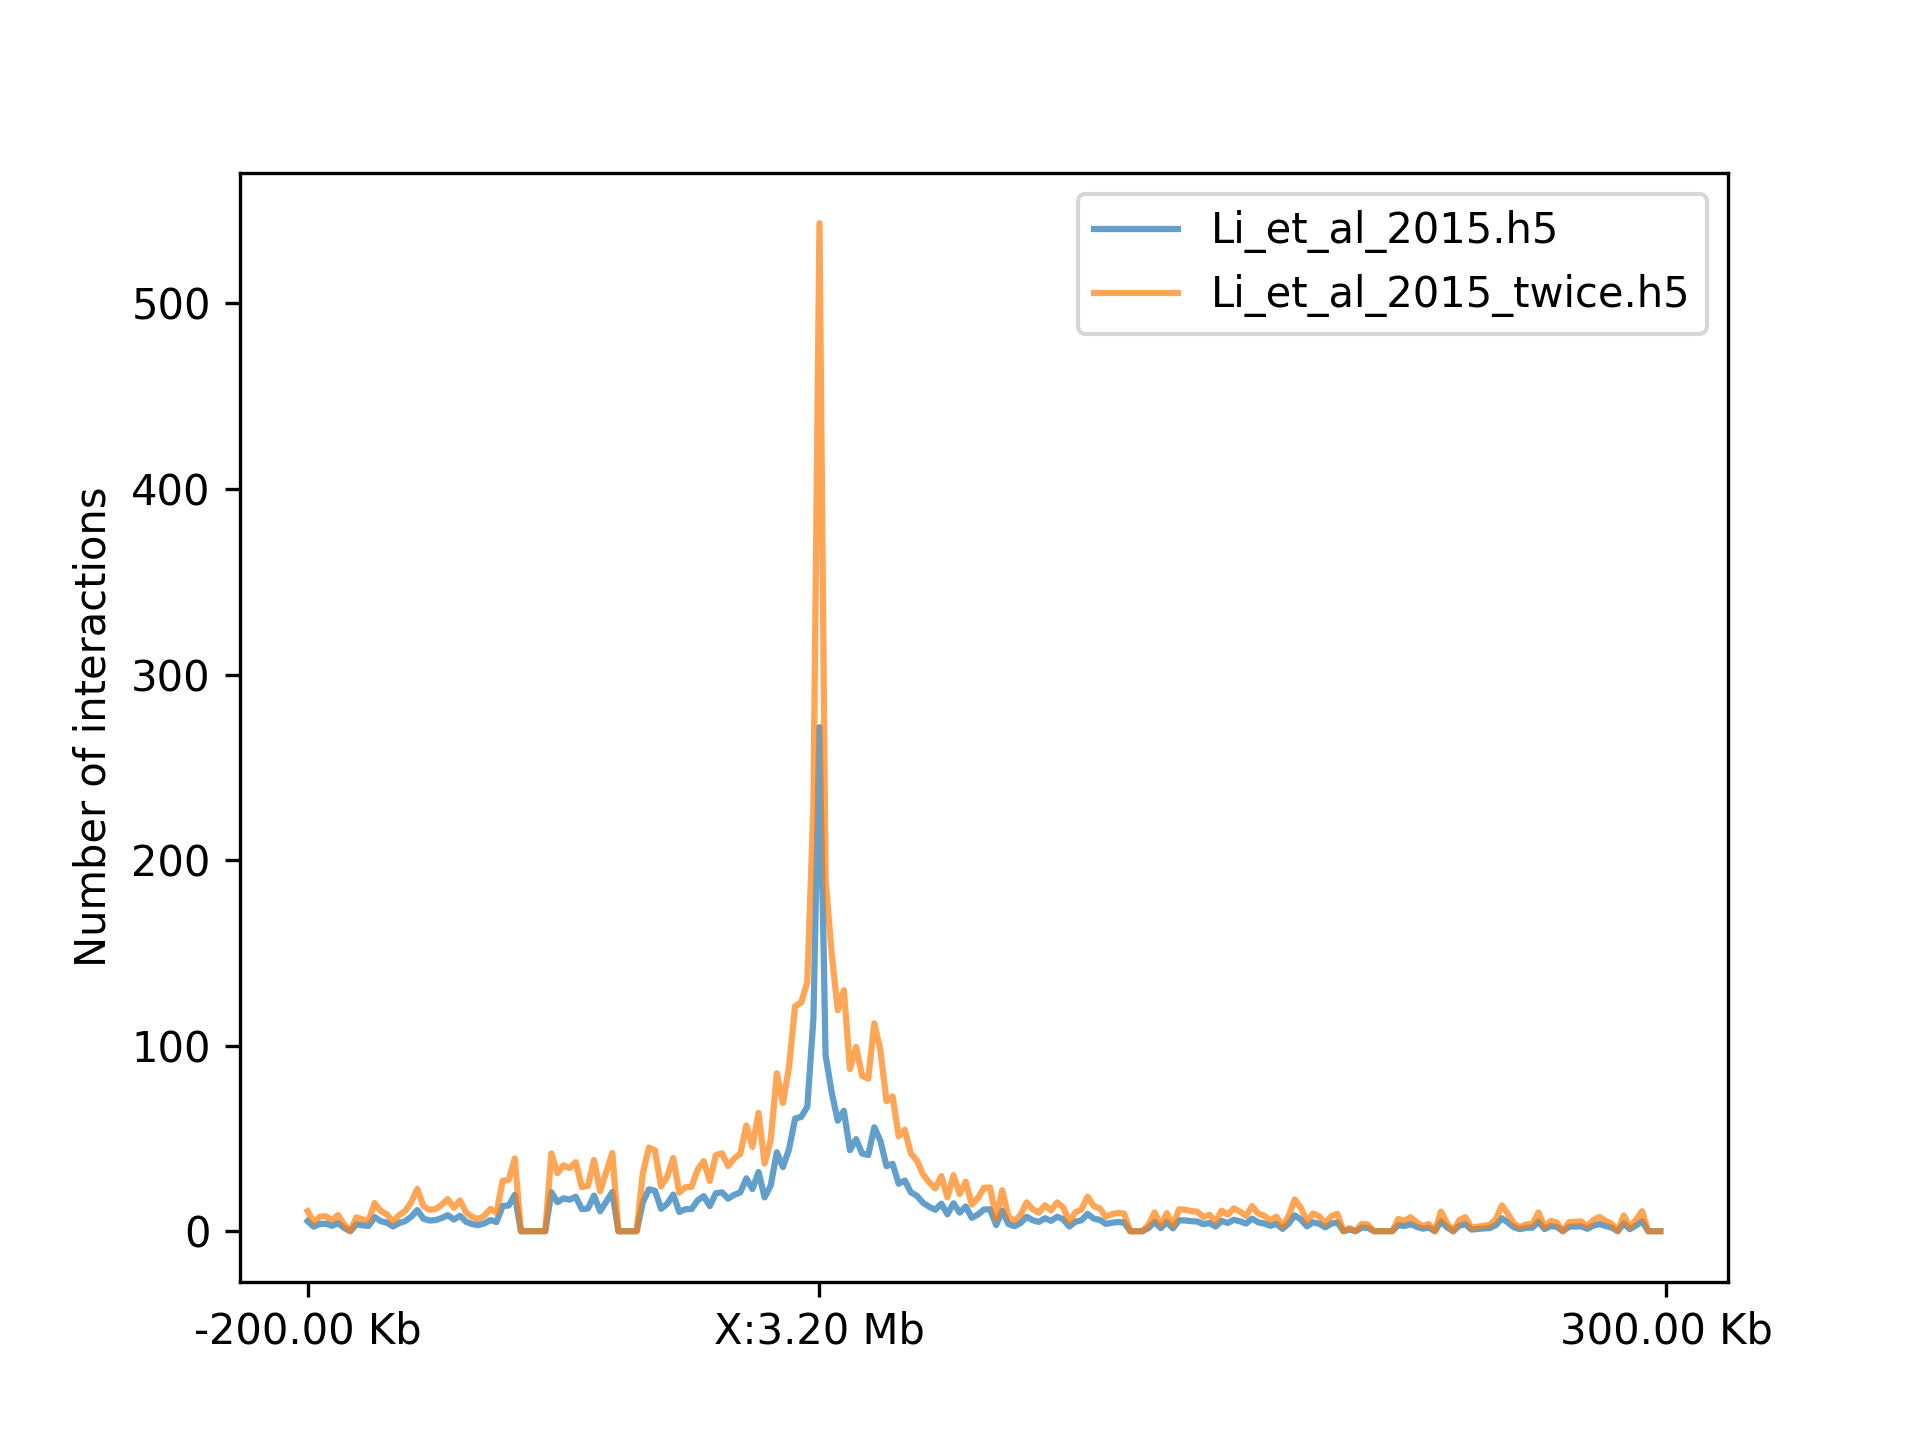 Li_et_al_2015.h5
Li_et_al_2015_twice.h5
Number of interactions
500
400
300
200
100
0
-200.00 Kb
X:3.20 Mb
300.00 Kb